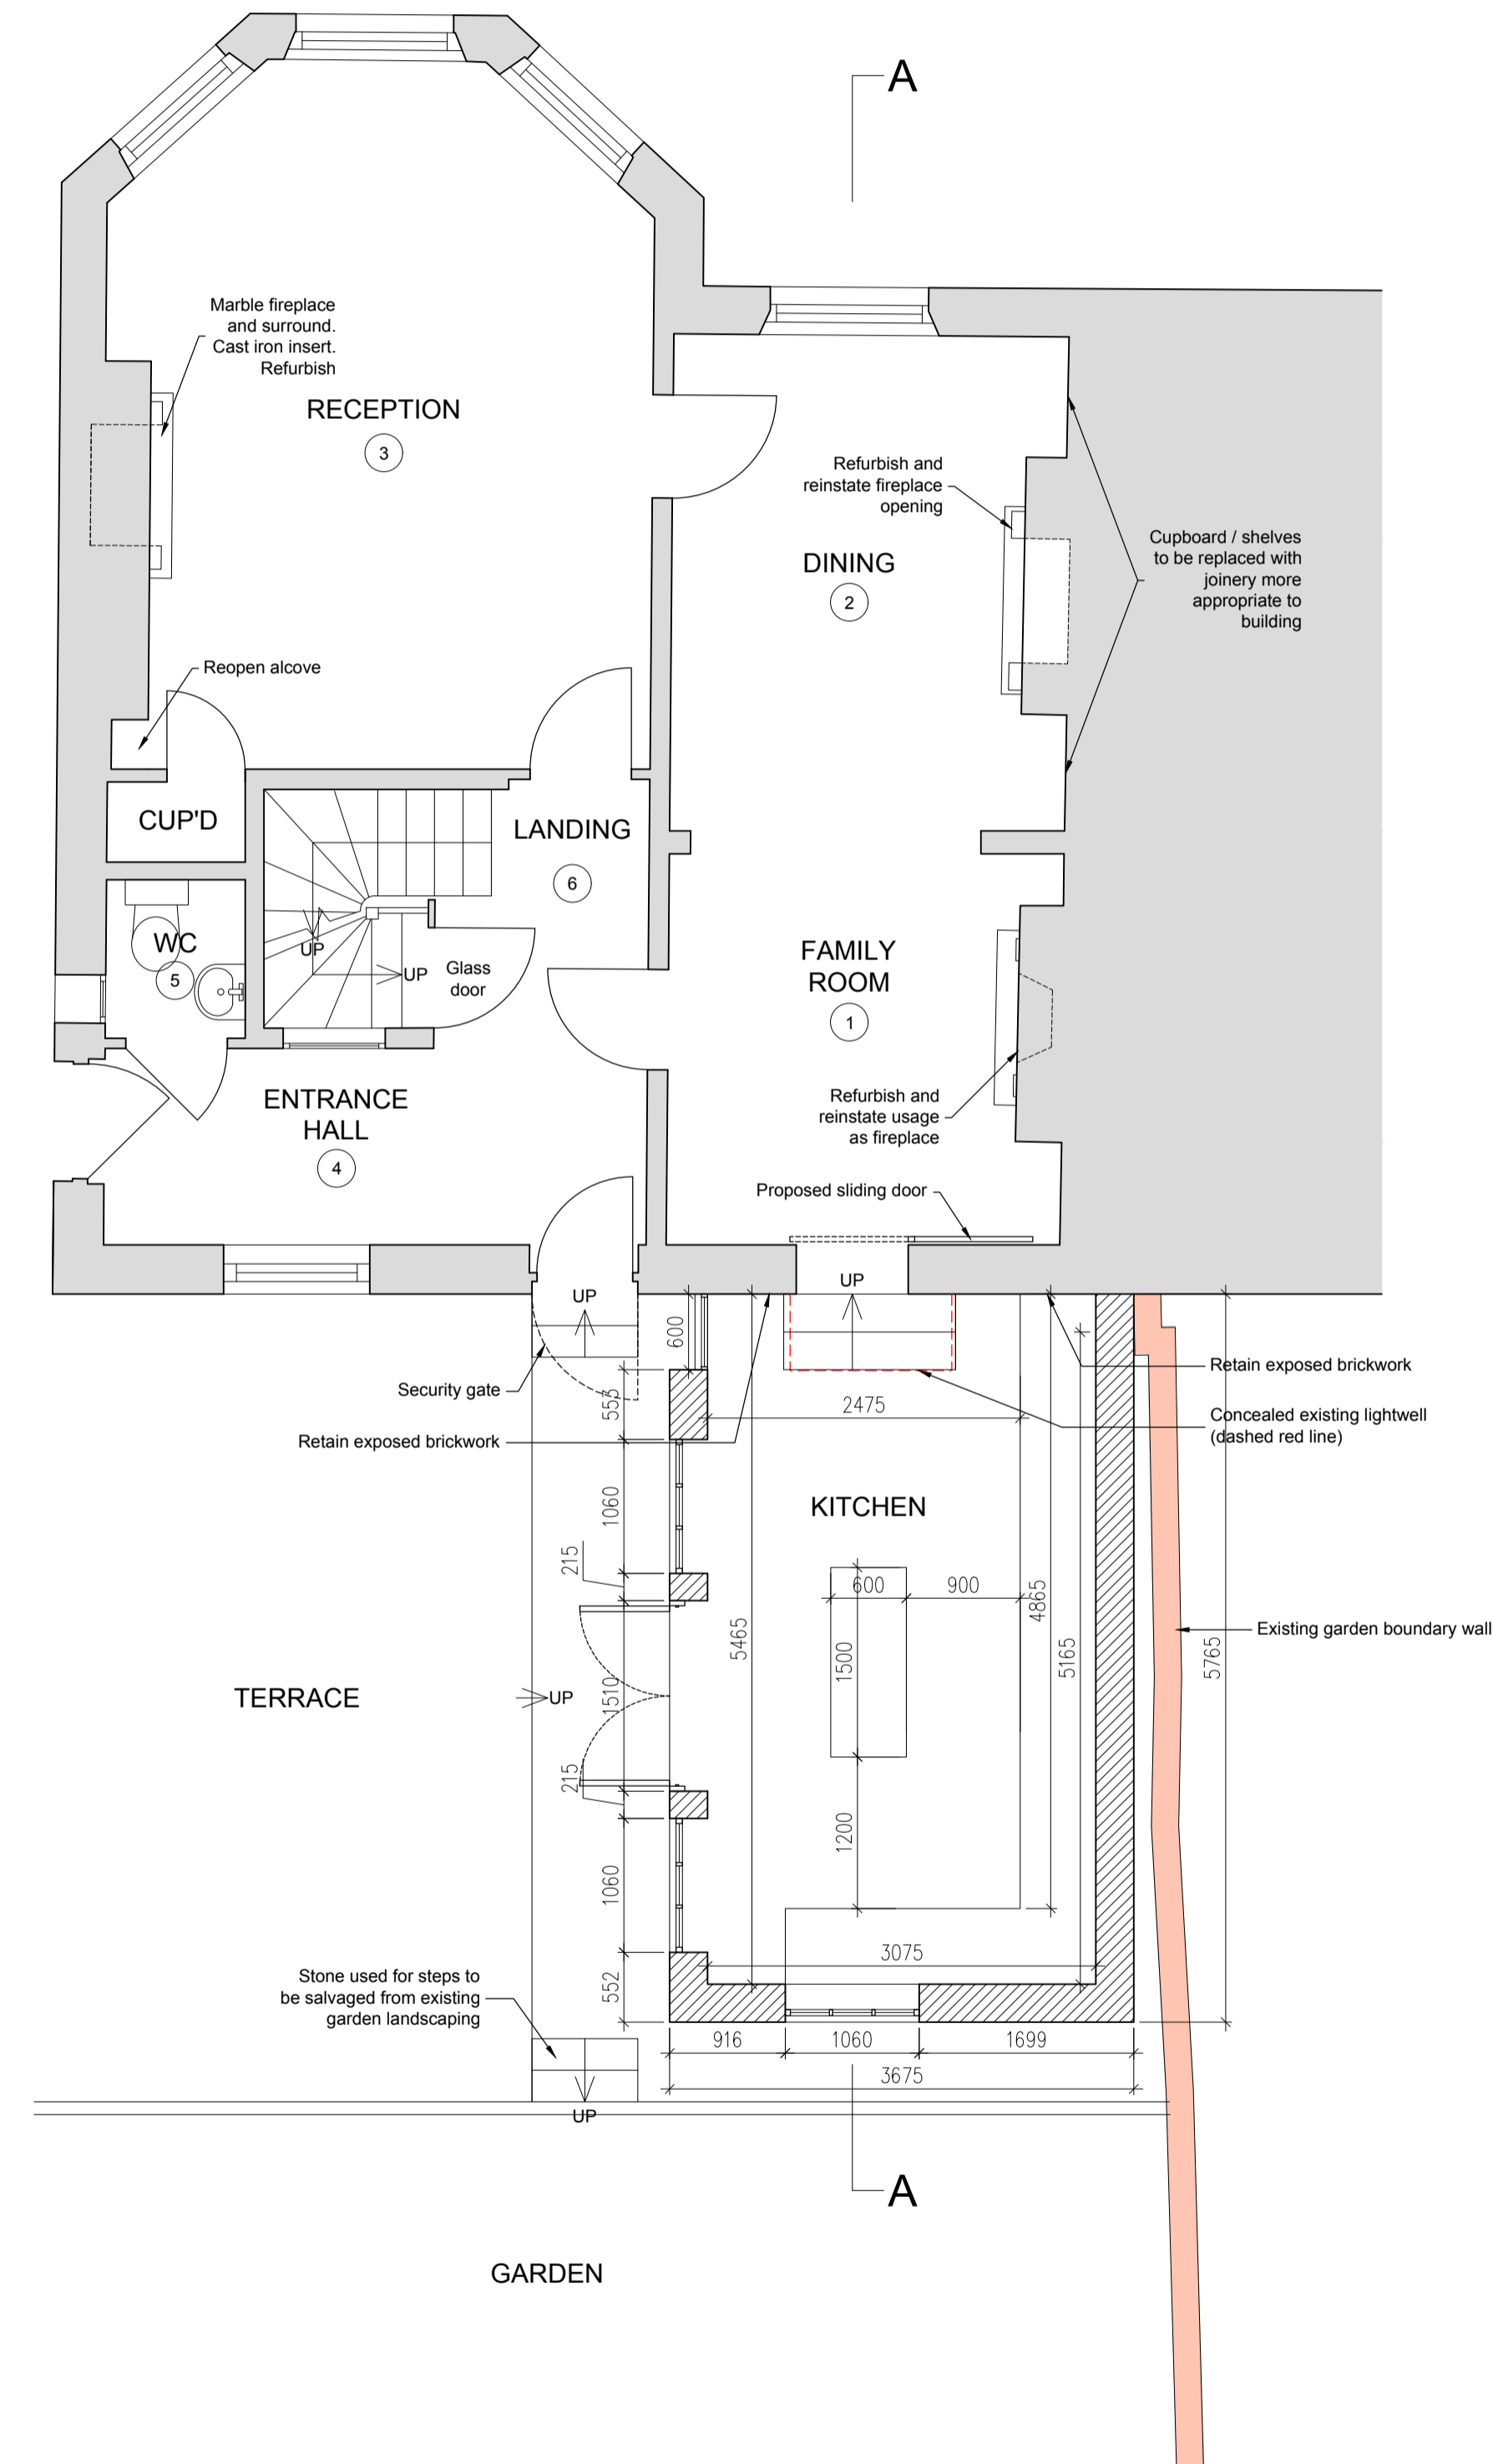 A
Marble fireplace
and surround.
Cast iron insert.
Refurbish
RECEPTION
3
Refurbish and
reinstate fireplace
opening
DINING
2
Cupboard / shelves
to be replaced with
joinery more
appropriate to
building
Reopen alcove
CUP'D
LANDING
6
WC
5
UP
UP
Glass
door
FAMILY
ROOM
1
ENTRANCE
HALL
4
Refurbish and
reinstate usage
as fireplace
Proposed sliding door
UP
UP
600
Security gate
555
2475
Retain exposed brickwork
Retain exposed brickwork
Concealed existing lightwell
(dashed red line)
KITCHEN
1060
215
600
900
4865
5465
1500
5165
5765
Existing garden boundary wall
TERRACE
UP
1510
215
1200
1060
3075
552
Stone used for steps to
be salvaged from existing
garden landscaping
916
1060
1699
3675
UP
A
GARDEN